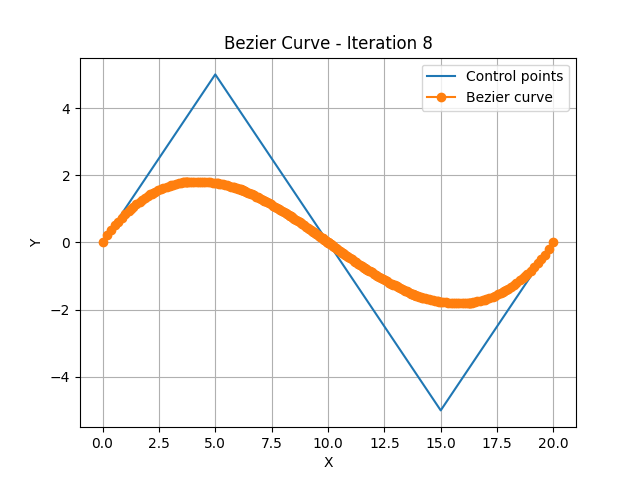 Bezier Curve - Iteration 8
Control points
Bezier curve
Y
4
2
0
−2
−4
0.0 2.5 5.0 7.5 10.0 12.5 15.0 17.5 20.0
X